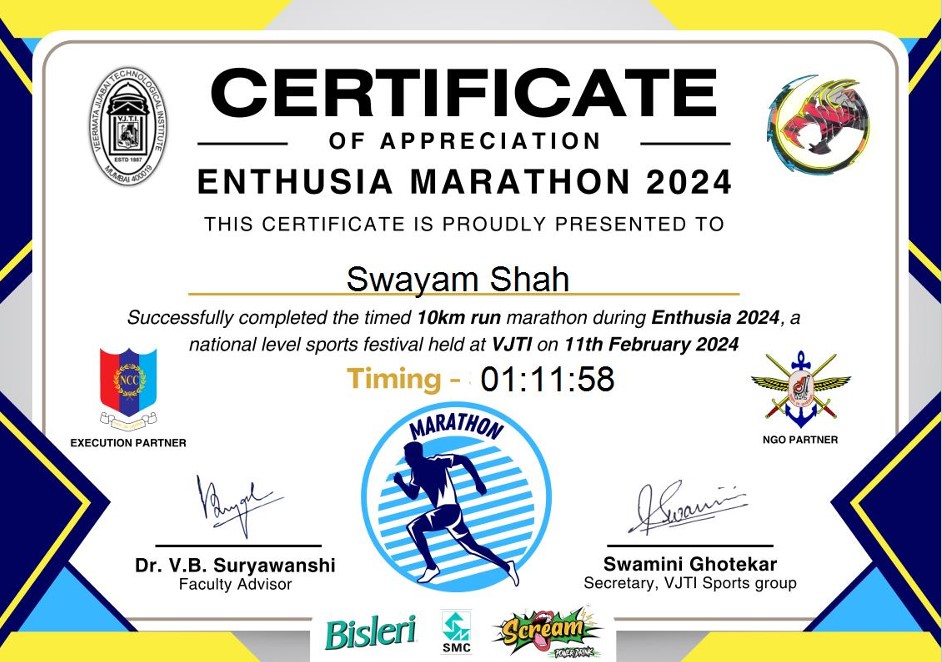 VEERMATA JIJABAI TECHNOLOGICAL INSTITUTE
V.J.T.I.
ESTD 1887
MUMBAI 400019
CERTIFICATE
OF APPRECIATION
ENTHUSIA MARATHON 2024
THIS CERTIFICATE IS PROUDLY PRESENTED TO
Swayam Shah
Successfully completed the timed 10km run marathon during Enthusia 2024, a
national level sports festival held at VJTI on 11th February 2024
Timing - 01:11:58
NCC
EXECUTION PARTNER
NGO PARTNER
MARATHON
Dr. V.B. Suryawanshi
Faculty Advisor
Swamini Ghotekar
Secretary, VJTI Sports group
Bisleri
SMC
Scream
POWER DRINK